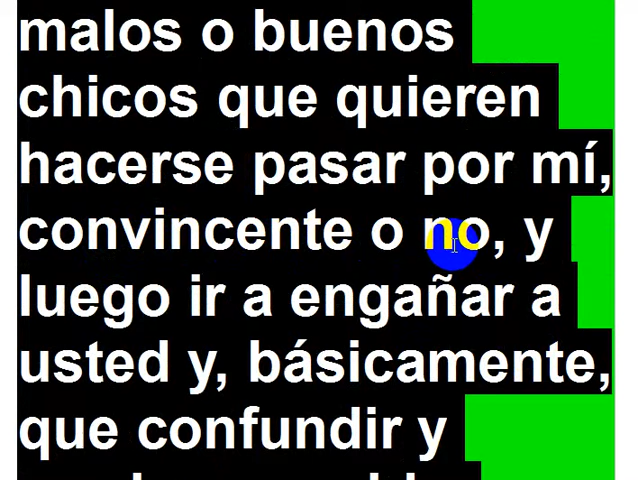 malos o buenos
chicos que quieren
hacerse pasar por mí,
convincente o no, y
luego ir a engañar a
usted y, básicamente,
que confundir y